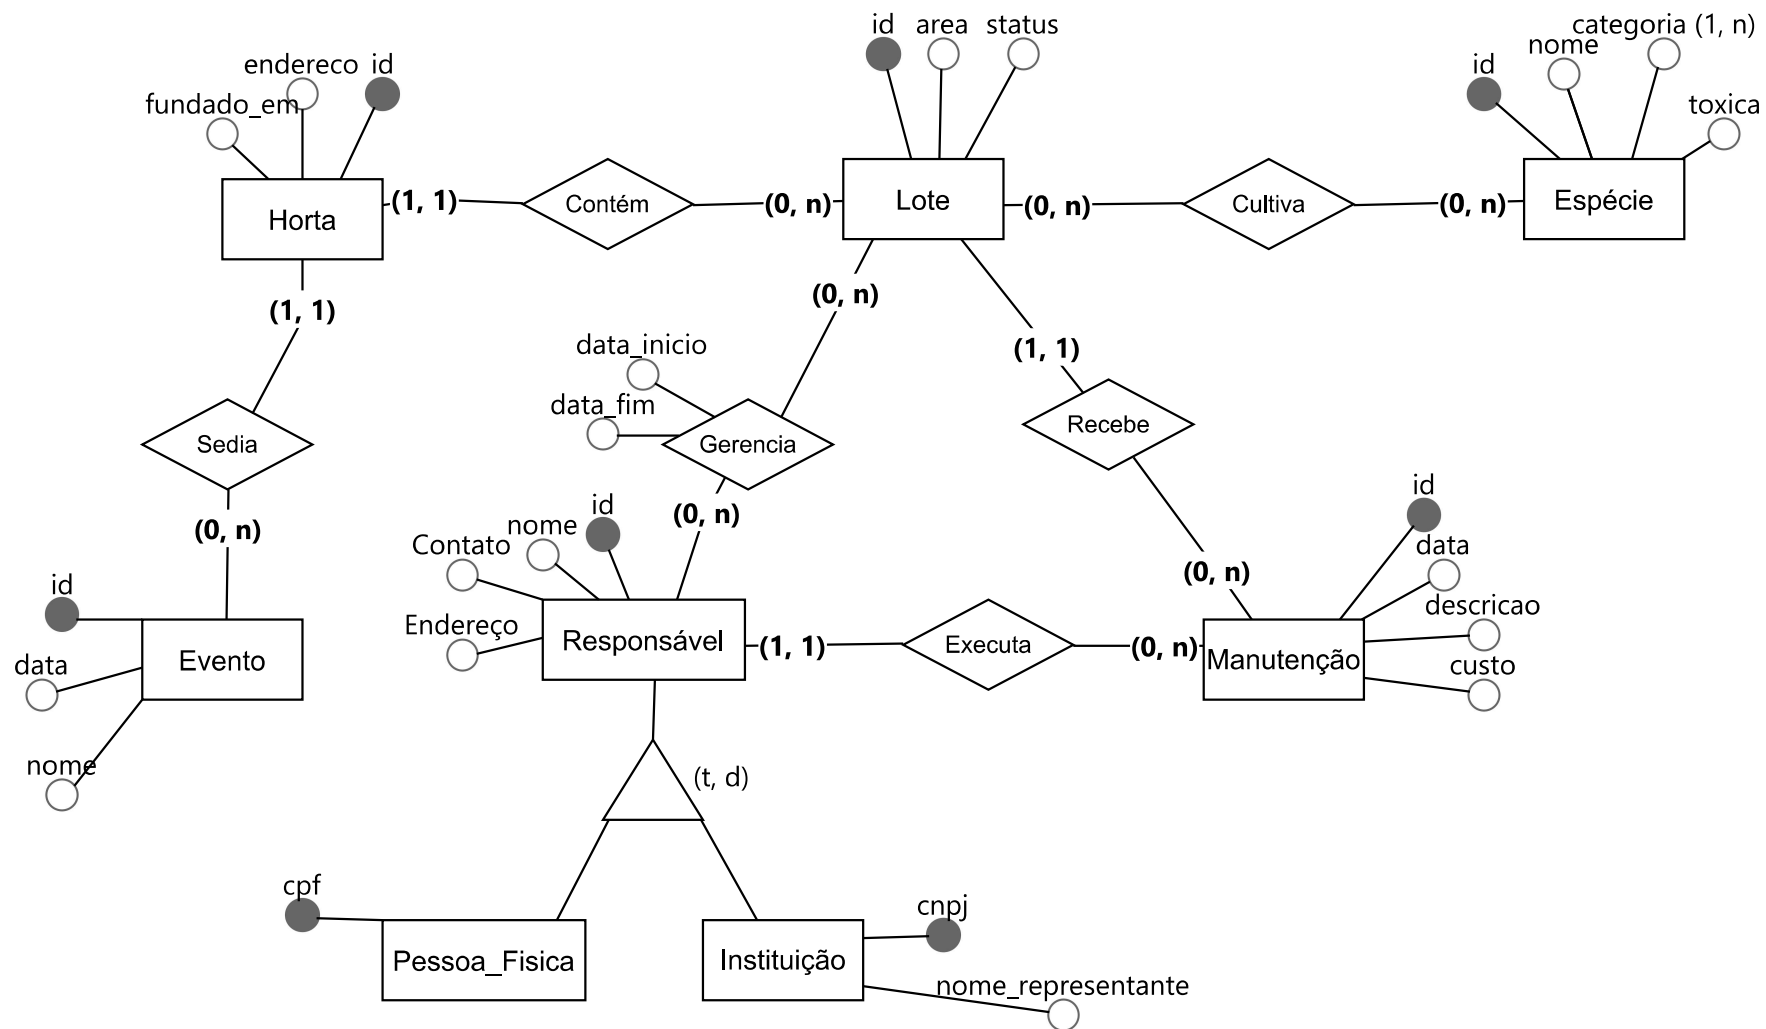 id
area
status
categoria (1, n)
nome
id
toxica
endereco
id
fundado_em
Horta
(1, 1)
Contém
(0, n)
Lote
(0, n)
Cultiva
(0, n)
Espécie
(1, 1)
(0, n)
(1, 1)
data_inicio
data_fim
Gerencia
Recebe
Sedia
(0, n)
(0, n)
(0, n)
id
nome
Contato
Endereço
Responsável
(1, 1)
Executa
(0, n)
Manutenção
id
data
descricao
custo
id
data
nome
Evento
(t, d)
cpf
Pessoa_Fisica
cnpj
Instituição
nome_representante